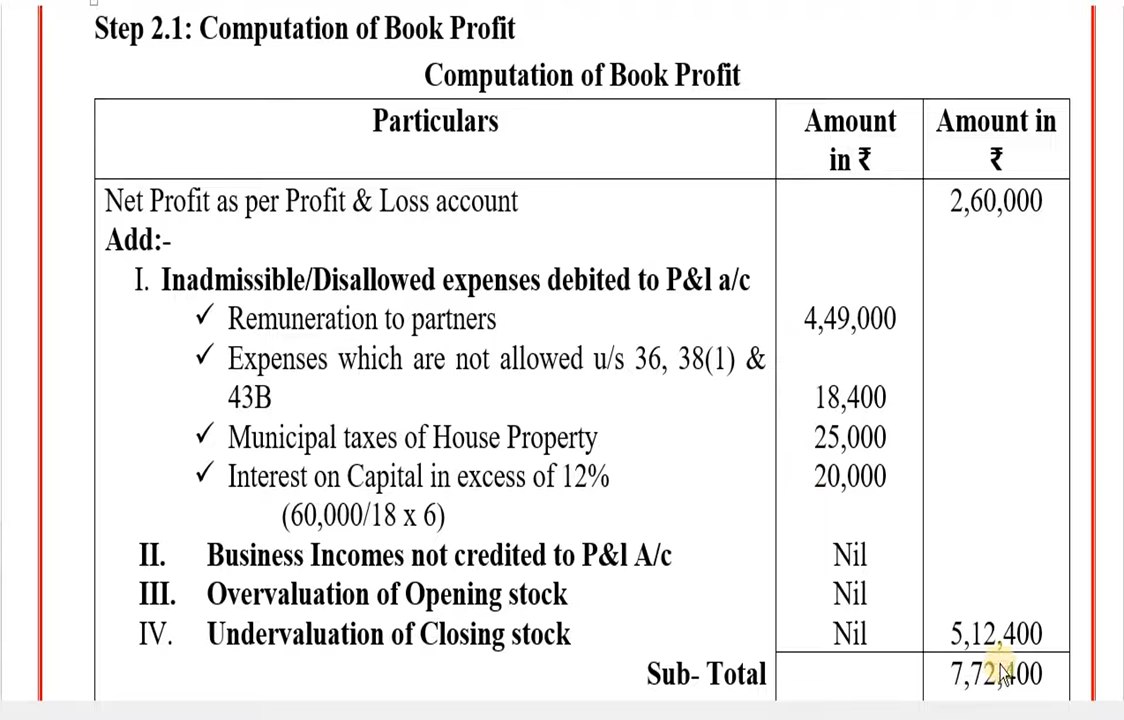 Step 2.1: Computation of Book Profit
Computation of Book Profit
Particulars Amount in ₹ Amount in ₹
Net Profit as per Profit & Loss account 2,60,000
Add:-
I. Inadmissible/Disallowed expenses debited to P&l a/c
✓ Remuneration to partners 4,49,000
✓ Expenses which are not allowed u/s 36, 38(1) &
43B 18,400
✓ Municipal taxes of House Property 25,000
✓ Interest on Capital in excess of 12% 20,000
(60,000/18 x 6)
II. Business Incomes not credited to P&l A/c Nil
III. Overvaluation of Opening stock Nil
IV. Undervaluation of Closing stock Nil 5,12,400
Sub- Total 7,72,400